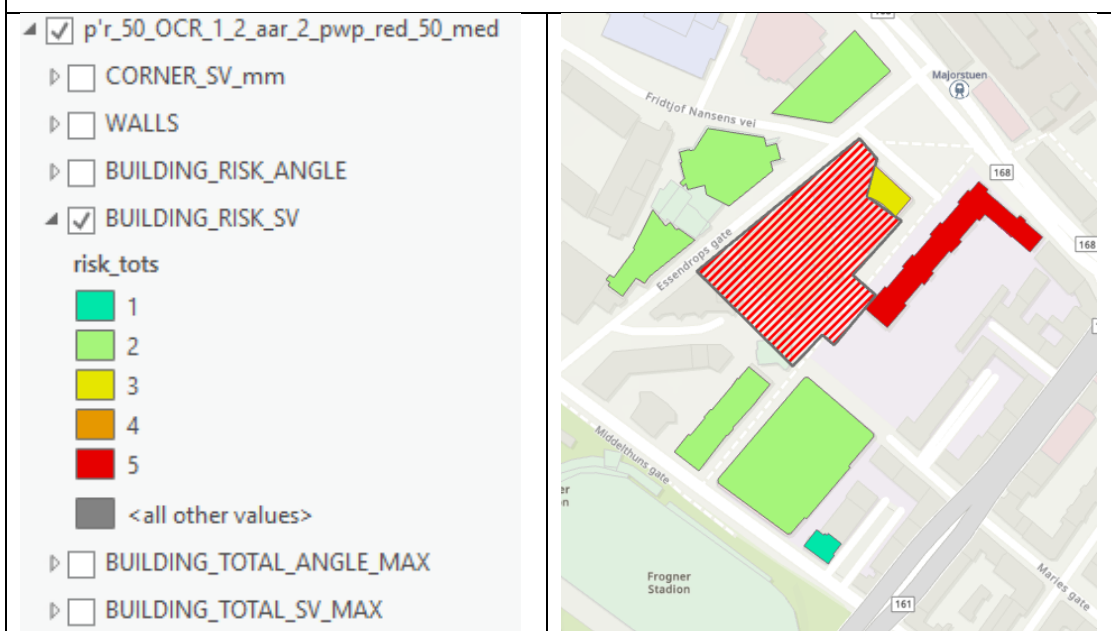 p'r_50_OCR_1_2_aar_2_pwp_red_50_med
CORNER_SV_mm
WALLS
BUILDING_RISK_ANGLE
BUILDING_RISK_SV
risk_tots
1
2
3
4
5
<all other values>
BUILDING_TOTAL_ANGLE_MAX
BUILDING_TOTAL_SV_MAX
Majorstuen
Fridtjof Nansens vei
168
168
Essendrops gate
Middelthuns gate
Frogner
Stadion
161
Maries gate